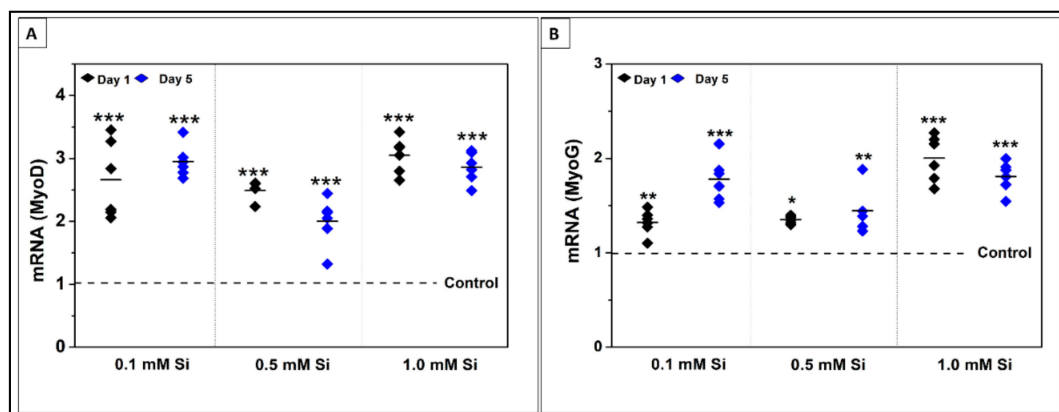 A
mRNA (MyoD)
4
3
2
1
0
Day 1
Day 5
***
***
***
***
***
***
Control
0.1 mM Si
0.5 mM Si
1.0 mM Si
B
mRNA (MyoG)
3
2
1
0
Day 1
Day 5
**
***
*
**
***
***
Control
0.1 mM Si
0.5 mM Si
1.0 mM Si